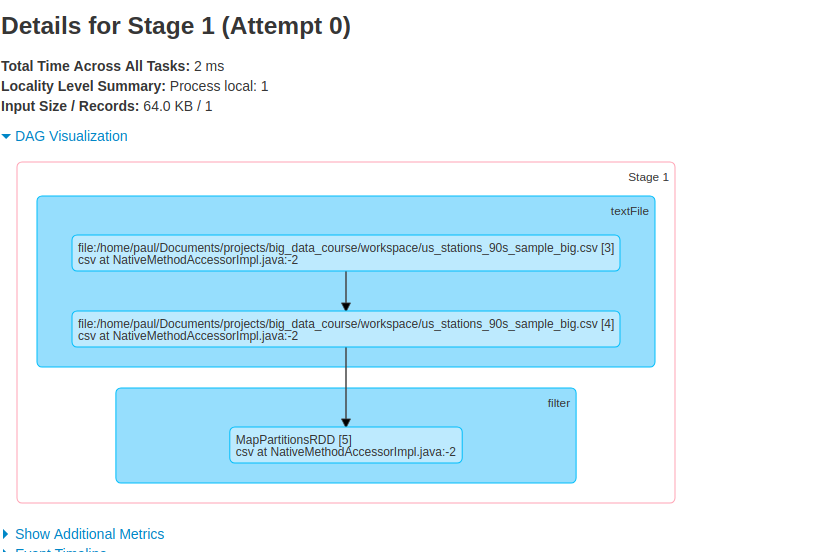 Details for Stage 1 (Attempt 0)
Total Time Across All Tasks: 2 ms
Locality Level Summary: Process local: 1
Input Size / Records: 64.0 KB / 1
DAG Visualization
Stage 1
textFile
file:/home/paul/Documents/projects/big_data_course/workspace/us_stations_90s_sample_big.csv [3]
csv at NativeMethodAccessorImpl.java:-2
file:/home/paul/Documents/projects/big_data_course/workspace/us_stations_90s_sample_big.csv [4]
csv at NativeMethodAccessorImpl.java:-2
filter
MapPartitionsRDD [5]
csv at NativeMethodAccessorImpl.java:-2
Show Additional Metrics
Event Timeline